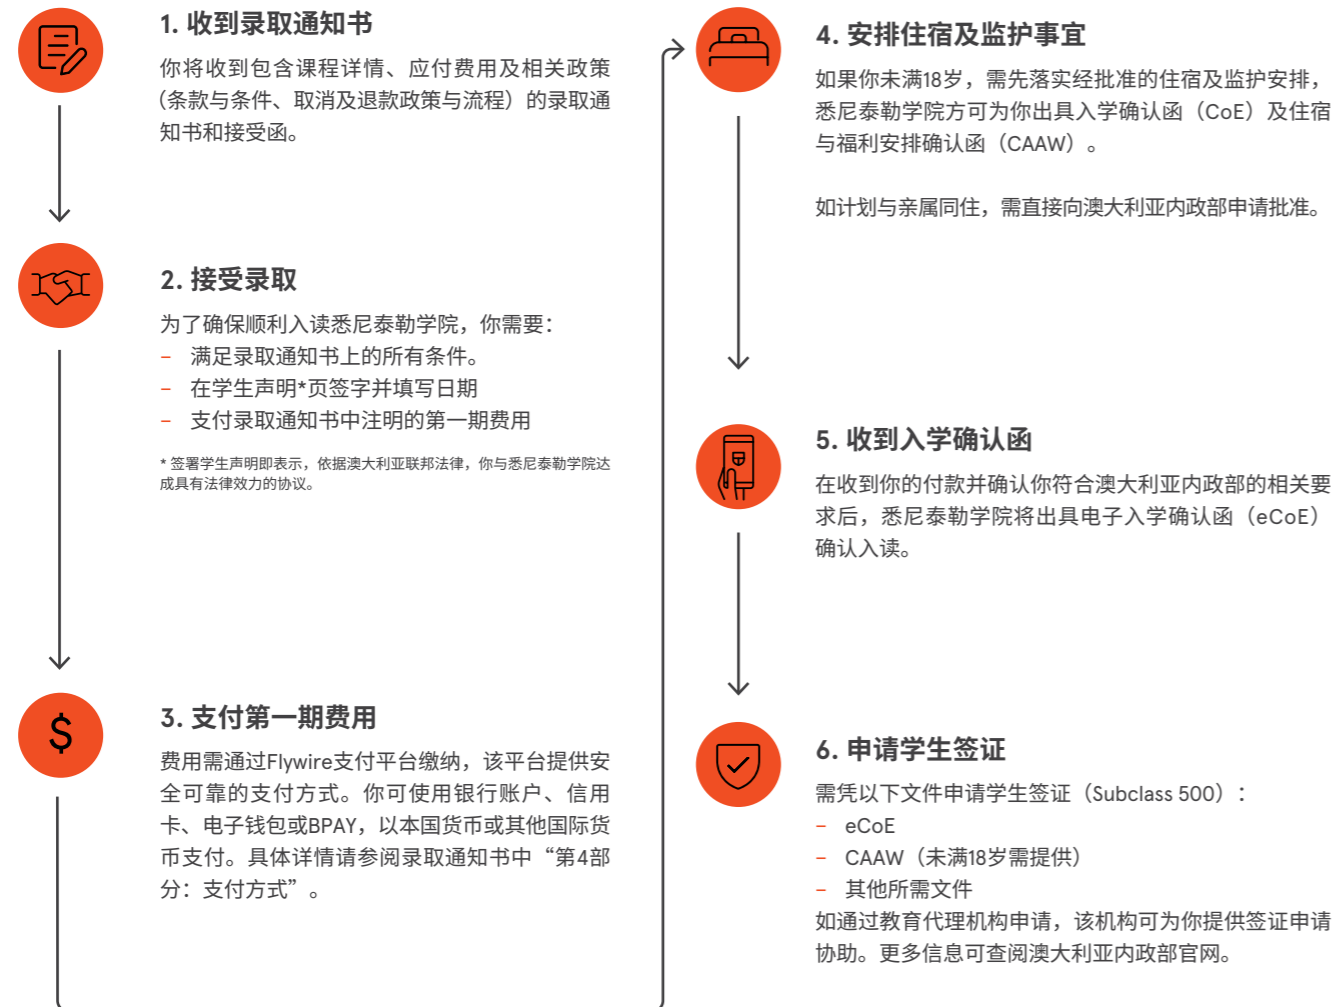 1. 收到录取通知书
你将收到包含课程详情、应付费用及相关政策
（条款与条件、取消及退款政策与流程）的录取通
知书和接受函。
2. 接受录取
为了确保顺利入读悉尼泰勒学院，你需要：
– 满足录取通知书上的所有条件。
– 在学生声明*页签字并填写日期
– 支付录取通知书中注明的第一期费用
* 签署学生声明即表示，依据澳大利亚联邦法律，你与悉尼泰勒学院达
成具有法律效力的协议。
$
3. 支付第一期费用
费用需通过Flywire支付平台缴纳，该平台提供安
全可靠的支付方式。你可使用银行账户、信用
卡、电子钱包或BPAY，以本国货币或其他国际货
币支付。具体详情请参阅录取通知书中“第4部
分：支付方式”。
4. 安排住宿及监护事宜
如果你未满18岁，需先落实经批准的住宿及监护安排，
悉尼泰勒学院方可为你出具入学确认函（CoE）及住宿
与福利安排确认函（CAAW）。
如计划与亲属同住，需直接向澳大利亚内政部申请批准。
5. 收到入学确认函
在收到你的付款并确认你符合澳大利亚内政部的相关要
求后，悉尼泰勒学院将出具电子入学确认函（eCoE）
确认入读。
6. 申请学生签证
需凭以下文件申请学生签证（Subclass 500）：
– eCoE
– CAAW（未满18岁需提供）
– 其他所需文件
如通过教育代理机构申请，该机构可为你提供签证申请
协助。更多信息可查阅澳大利亚内政部官网。